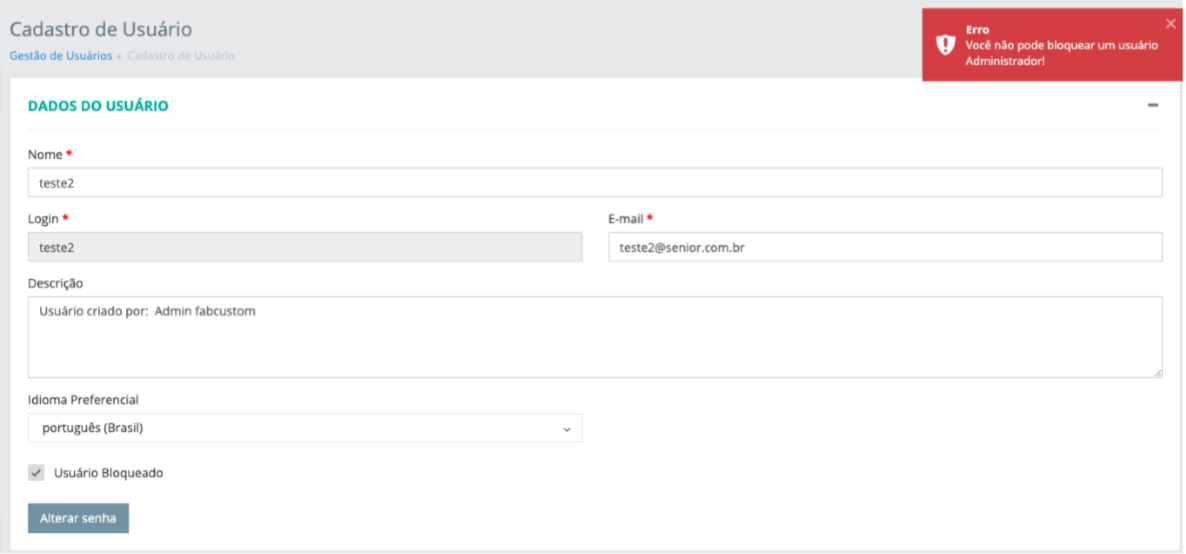 Cadastro de Usuário
Gestão de Usuários • Cadastro de Usuário
Erro
Você não pode bloquear um usuário
Administrador!
DADOS DO USUÁRIO
Nome *
teste2
Login *
E-mail *
teste2
teste2@senior.com.br
Descrição
Usuário criado por: Admin fabcustom
Idioma Preferencial
português (Brasil)
Usuário Bloqueado
Alterar senha